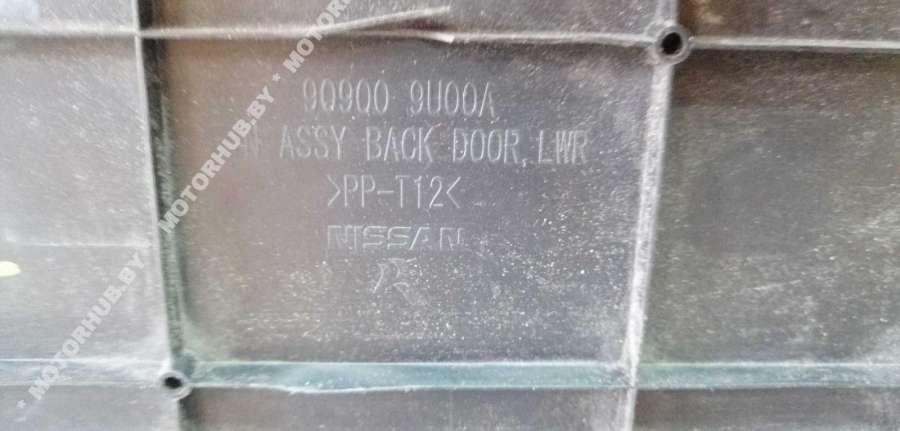 90900 9U00A
ASSY BACK DOOR, LWR
>PP-T12<
NISSAN
* MOTORHUB.BY * MOTORHUB.BY * MOTORHUB.BY